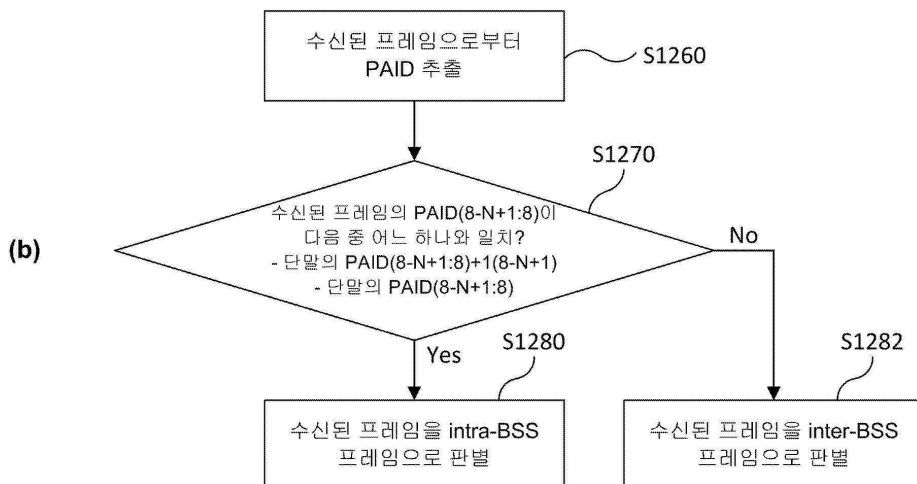 수신된 프레임으로부터
PAID 추출
S1260
S1270
수신된 프레임의 PAID(8-N+1:8)이
다음 중 어느 하나와 일치?
- 단말의 PAID(8-N+1:8)+1(8-N+1)
- 단말의 PAID(8-N+1:8)
(b)
No
Yes
S1280
S1282
수신된 프레임을 intra-BSS
프레임으로 판별
수신된 프레임을 inter-BSS
프레임으로 판별